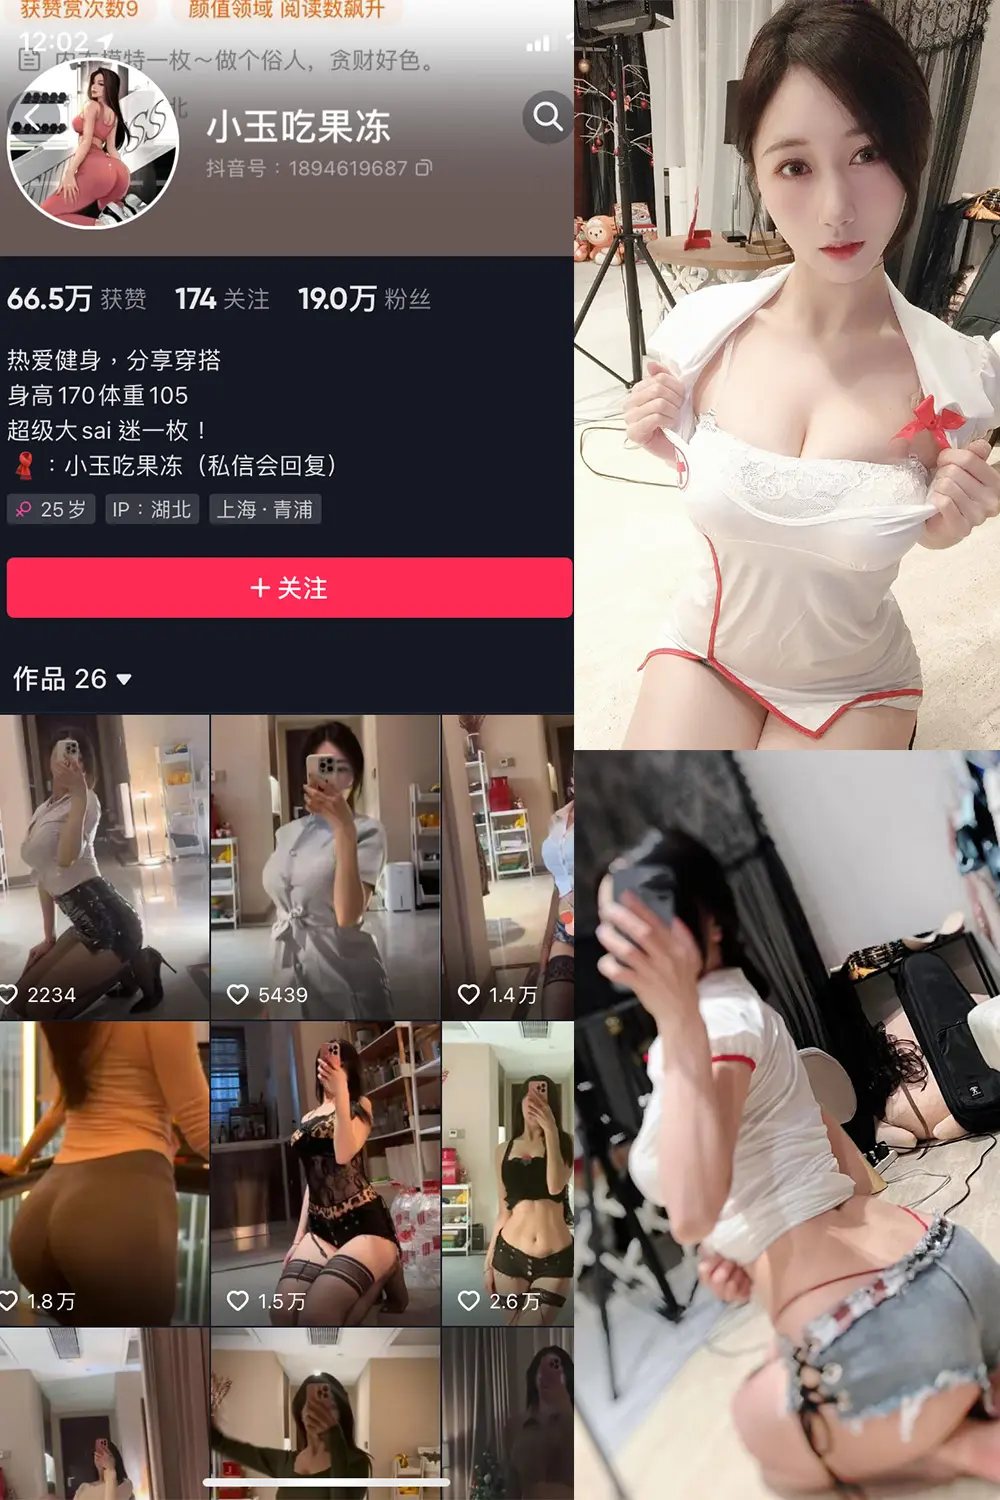 获赞赏次数9 颜值领域 阅读数飙升
12:02
内衣模特一枚～做个俗人，贪财好色。
北
小玉吃果冻
抖音号：1894619687
66.5万 获赞 174 关注 19.0万 粉丝
热爱健身，分享穿搭
身高170体重105
超级大sai迷一枚！
：小玉吃果冻（私信会回复）
25岁 IP：湖北 上海·青浦
+ 关注
作品 26
2234 5439 1.4万
1.8万 1.5万 2.6万